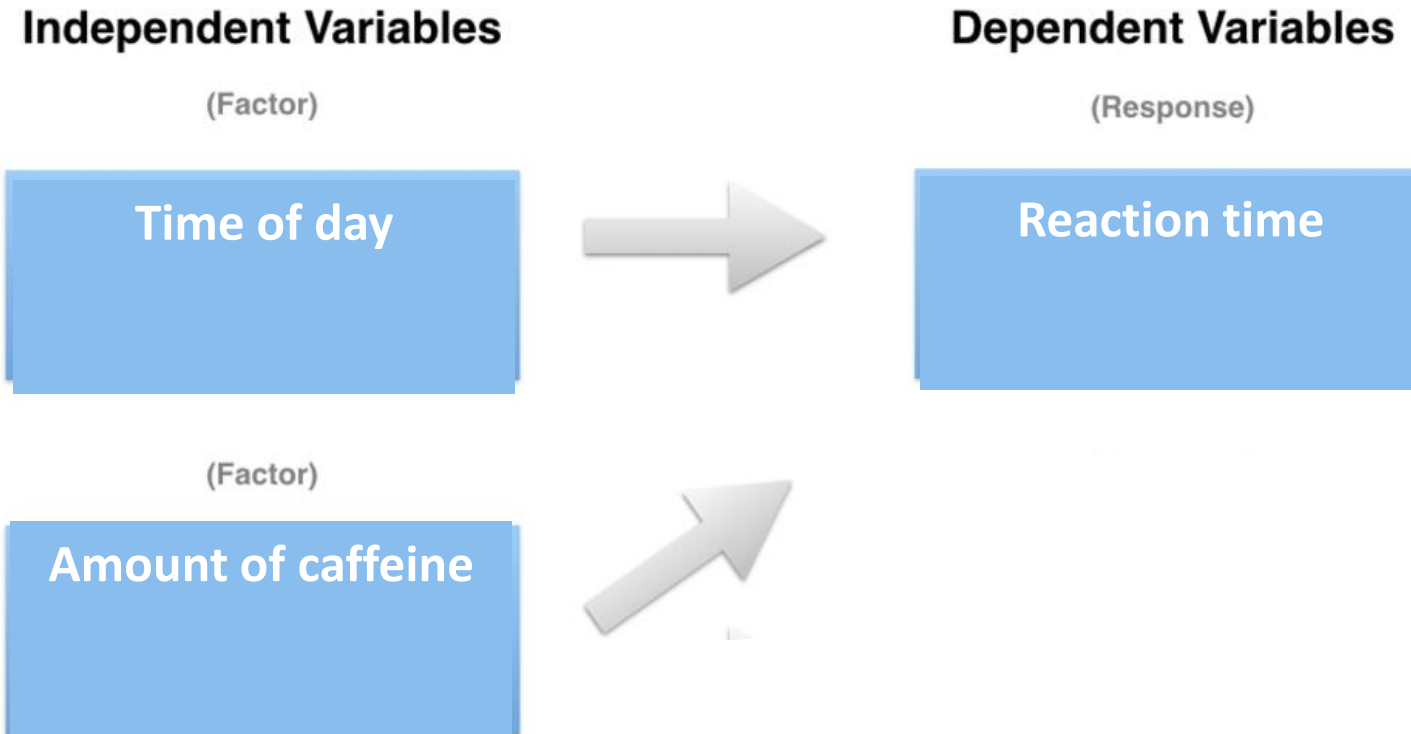 Independent Variables
Dependent Variables
(Factor)
(Response)
Time of day
Reaction time
(Factor)
Amount of caffeine